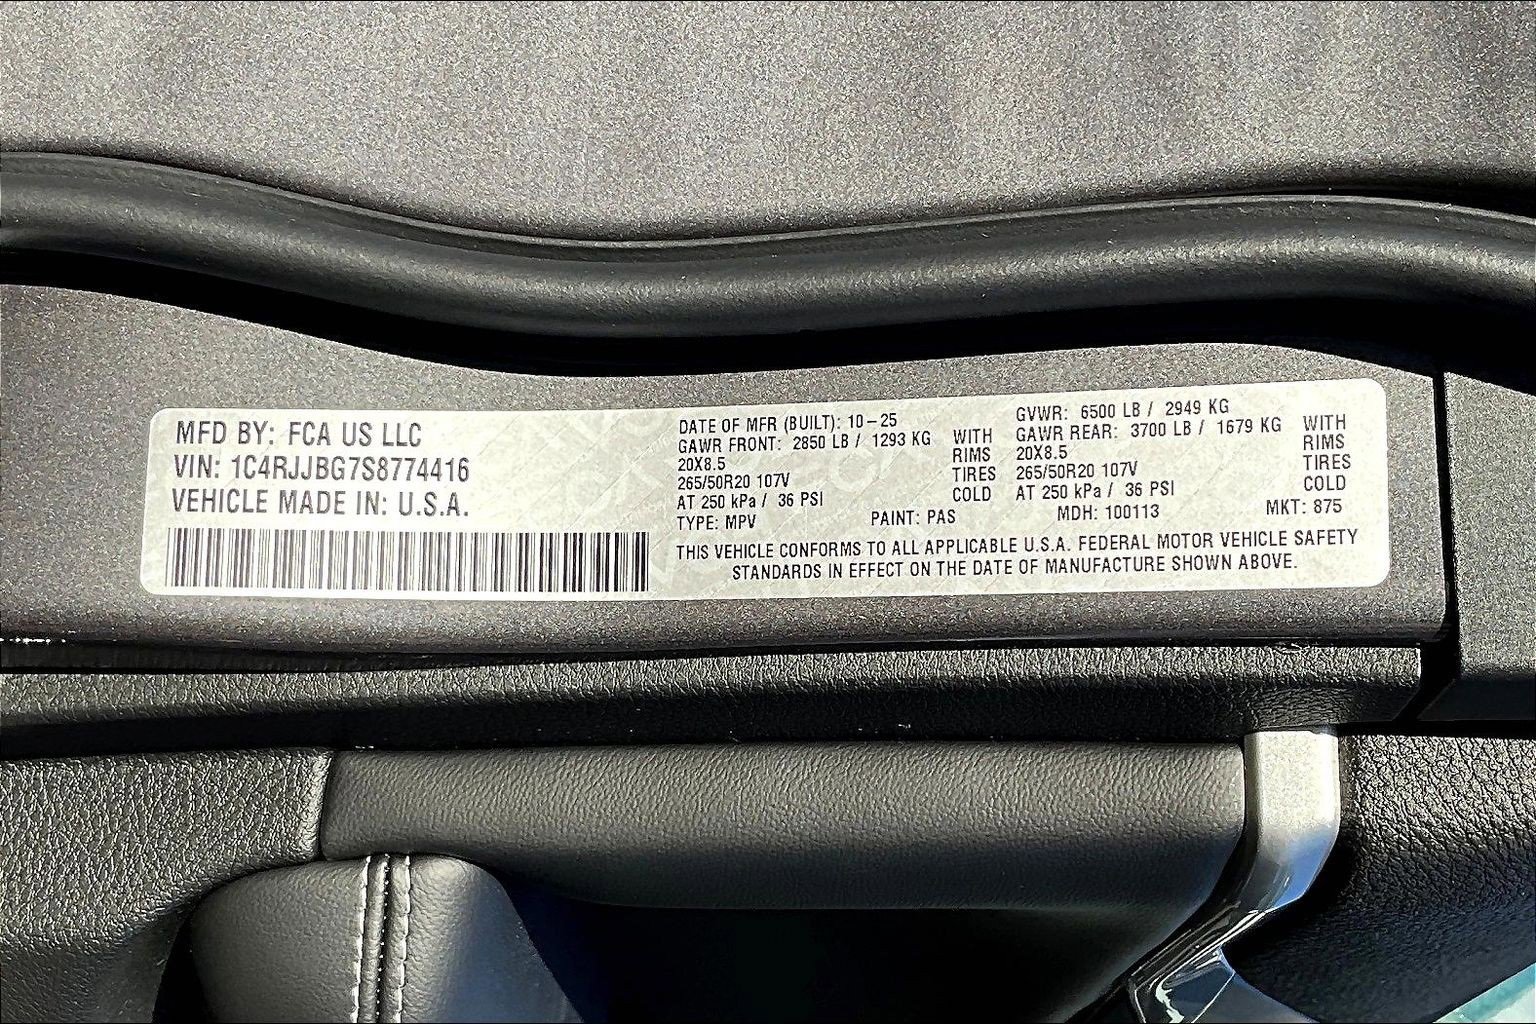 MFD BY: FCA US LLC
VIN: 1C4RJJBG7S8774416
VEHICLE MADE IN: U.S.A.
DATE OF MFR (BUILT): 10-25
GAWR FRONT: 2850 LB / 1293 KG WITH
20X8.5 RIMS
265/50R20 107V TIRES
AT 250 kPa / 36 PSI COLD
GVWR: 6500 LB / 2949 KG
GAWR REAR: 3700 LB / 1679 KG WITH
20X8.5 RIMS
265/50R20 107V TIRES
AT 250 kPa / 36 PSI COLD
TYPE: MPV PAINT: PAS MDH: 100113 MKT: 875
THIS VEHICLE CONFORMS TO ALL APPLICABLE U.S.A. FEDERAL MOTOR VEHICLE SAFETY
STANDARDS IN EFFECT ON THE DATE OF MANUFACTURE SHOWN ABOVE.